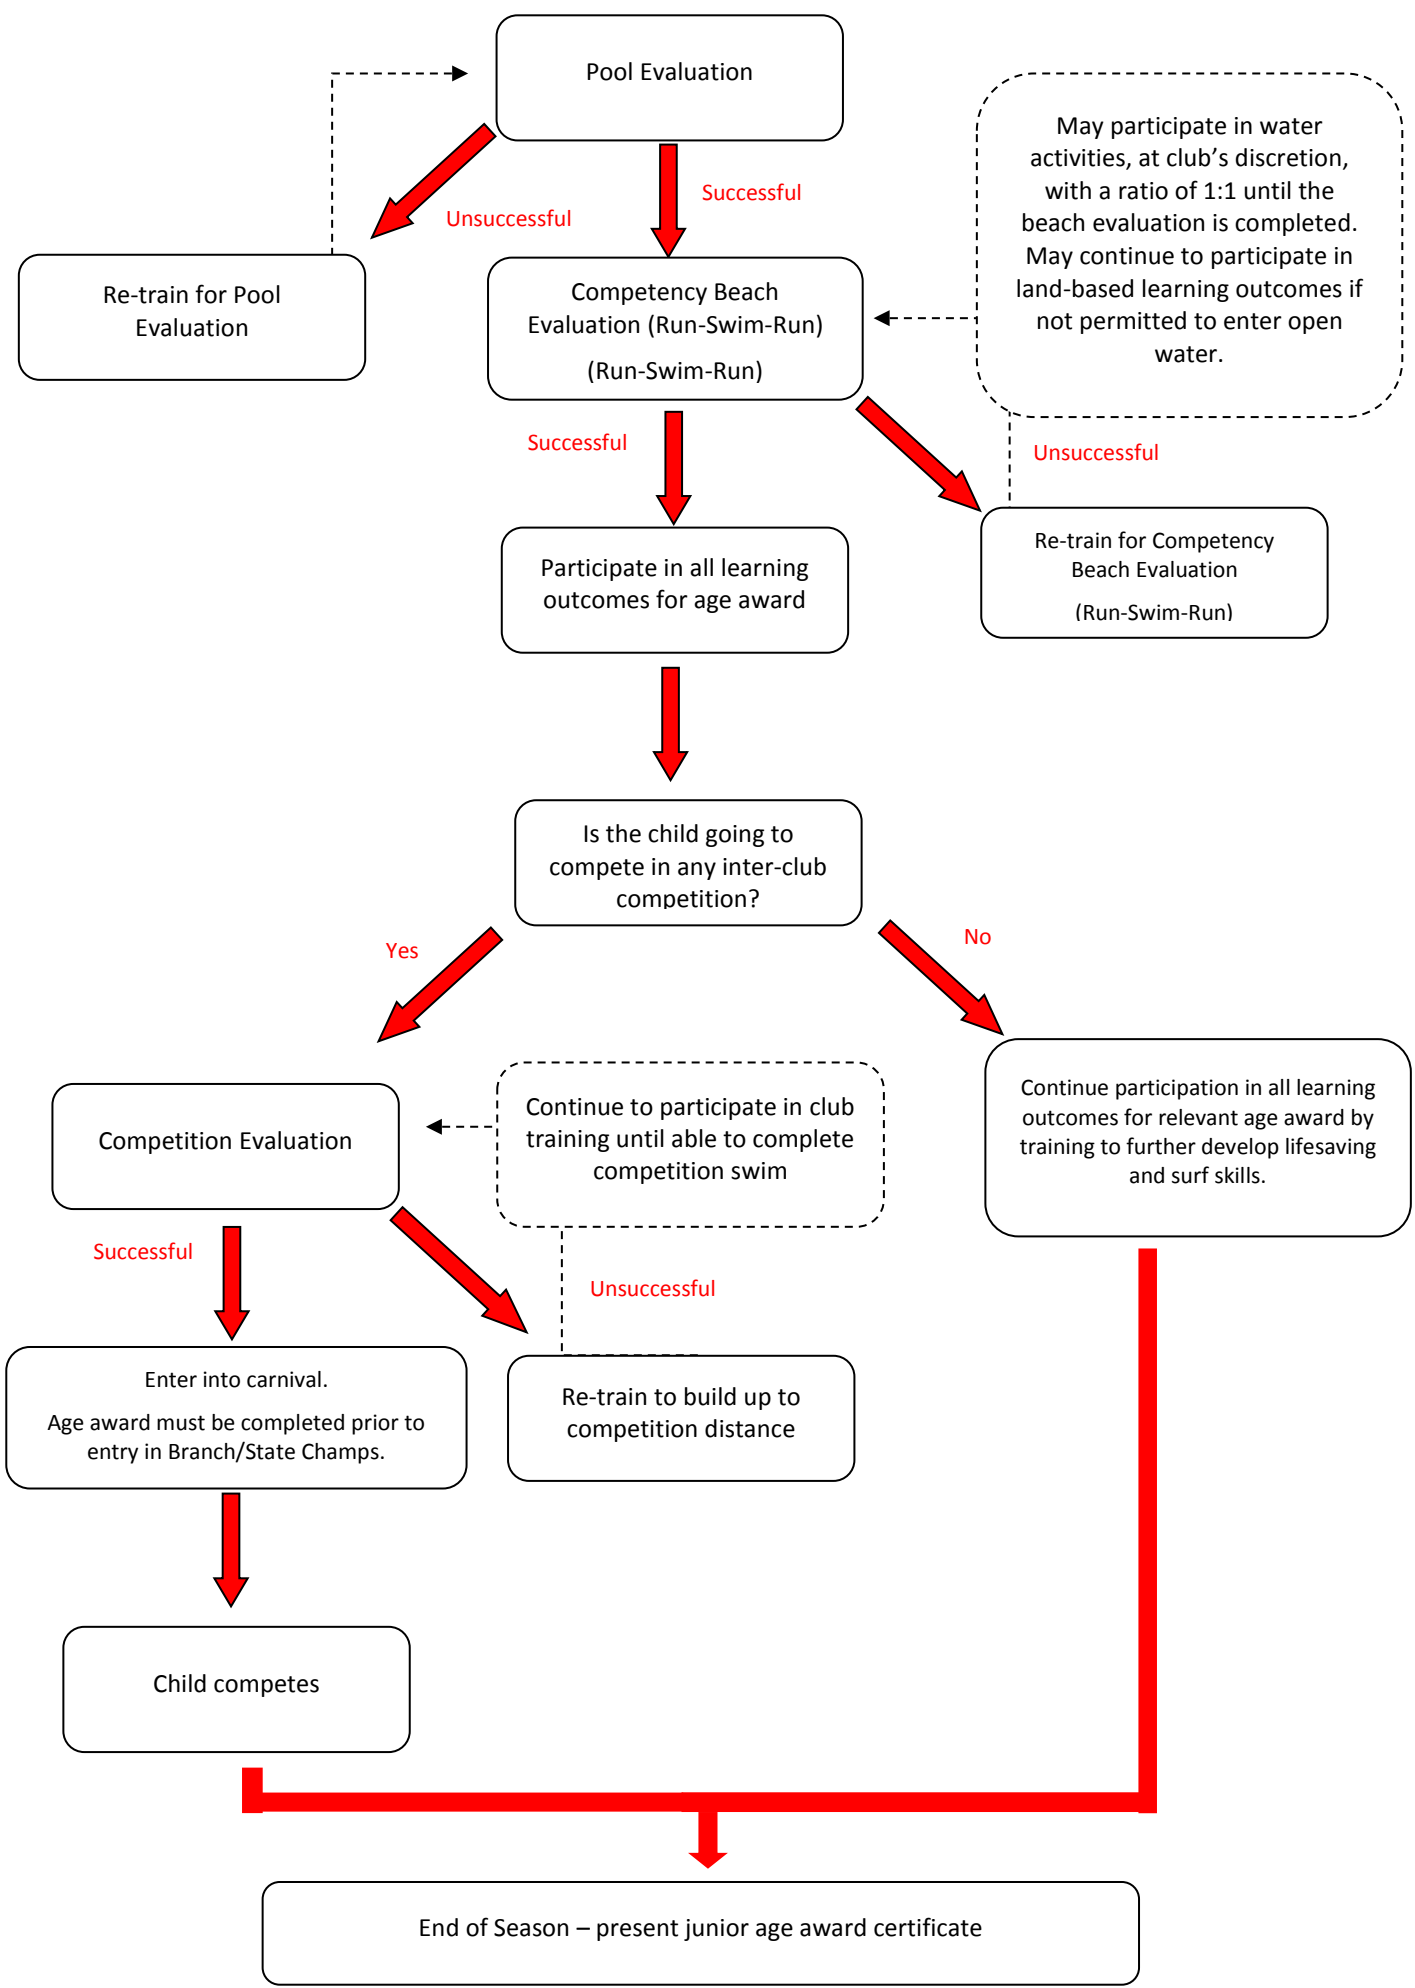 Pool Evaluation
May participate in water
activities, at club’s discretion,
with a ratio of 1:1 until the
beach evaluation is completed.
May continue to participate in
land-based learning outcomes if
not permitted to enter open
water.
Successful
Unsuccessful
Re-train for Pool
Evaluation
Competency Beach
Evaluation (Run-Swim-Run)
(Run-Swim-Run)
Successful
Unsuccessful
Re-train for Competency
Beach Evaluation
(Run-Swim-Run)
Participate in all learning
outcomes for age award
Is the child going to
compete in any inter-club
competition?
Yes
No
Continue participation in all learning
outcomes for relevant age award by
training to further develop lifesaving
and surf skills.
Continue to participate in club
training until able to complete
competition swim
Competition Evaluation
Successful
Unsuccessful
Enter into carnival.
Age award must be completed prior to
entry in Branch/State Champs.
Re-train to build up to
competition distance
Child competes
End of Season – present junior age award certificate